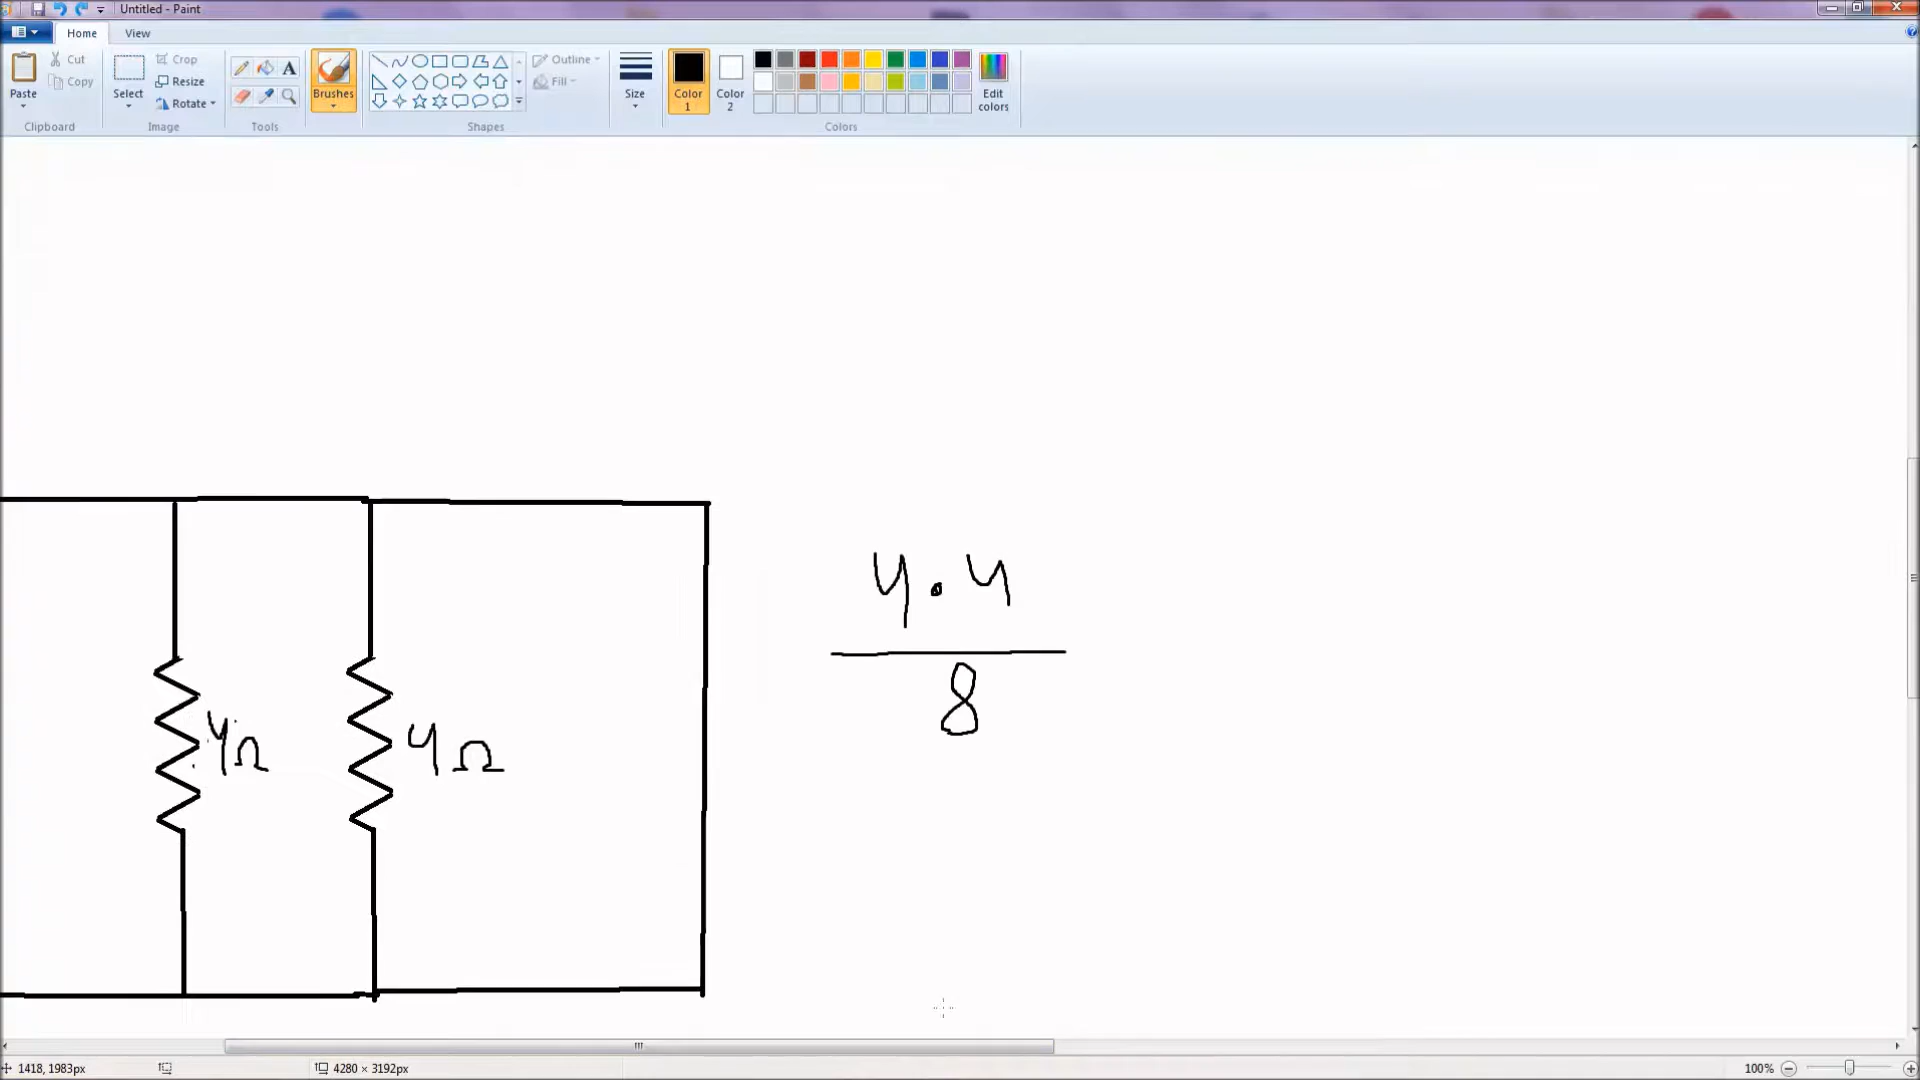 Untitled - Paint
Home View
Paste
Cut
Copy
Clipboard
Select
Crop
Resize
Rotate
Image
A
Tools
Brushes
Outline
Fill
Shapes
Size
Color 1
Color 2
Edit colors
Colors
4Ω
4Ω
4 · 4
8
1418, 1983px
4280 × 3192px
100%